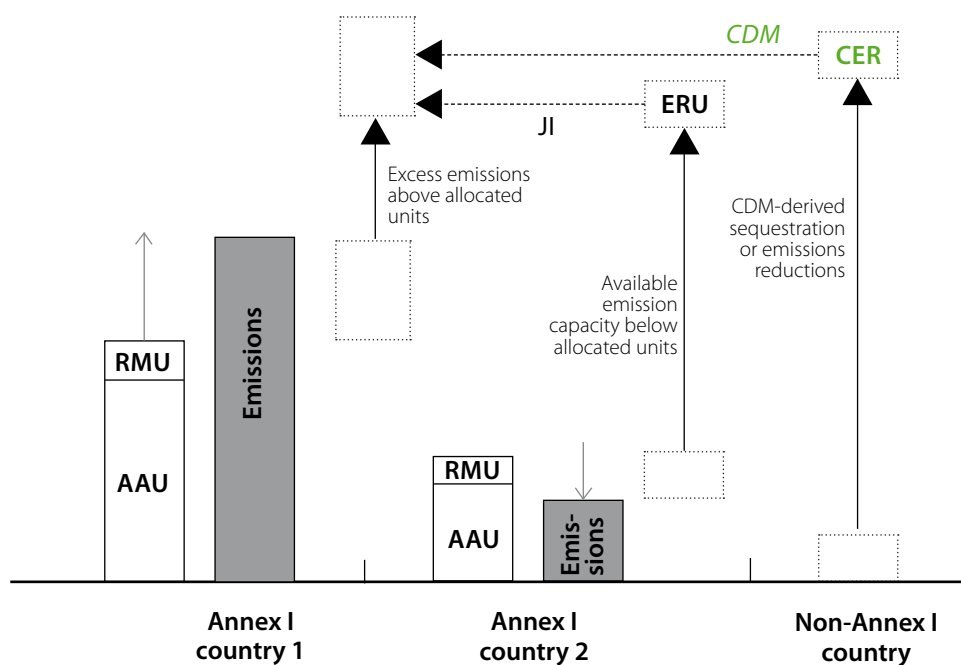 CDM
CER
ERU
JI
Excess emissions
above allocated
units
CDM-derived
sequestration
or emissions
reductions
Available
emission
capacity below
allocated units
RMU
AAU
Emissions
RMU
AAU
Emis-
sions
Annex I
country 1
Annex I
country 2
Non-Annex I
country